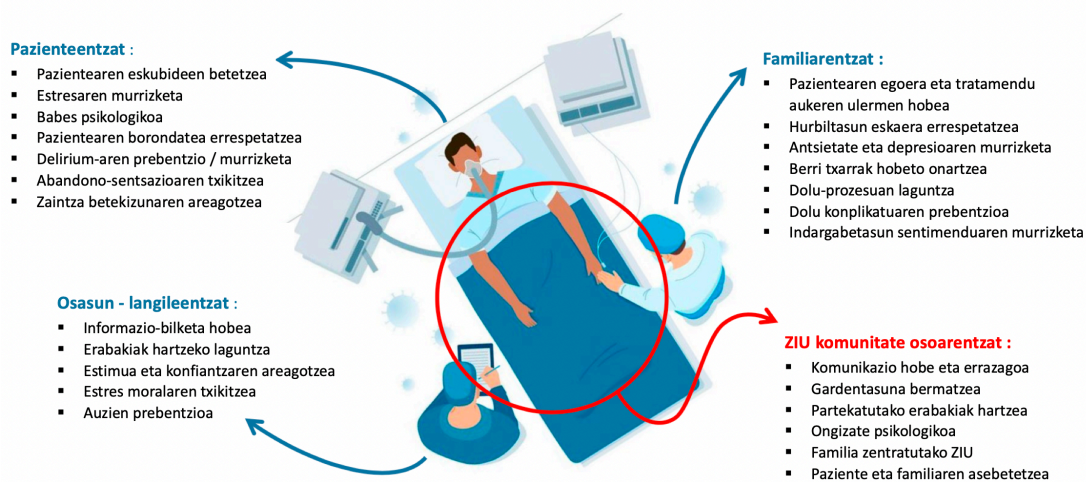 Pazienteentzat :
▪ Pazientearen eskubideen betetzea
▪ Estresaren murrizketa
▪ Babes psikologikoa
▪ Pazientearen borondatea errespetatzea
▪ Delirium-aren prebentzio / murrizketa
▪ Abandono-sentsazioaren txikitzea
▪ Zaintza betekizunaren areagotzea
Familiarentzat :
▪ Pazientearen egoera eta tratamendu
aukeren ulermen hobea
▪ Hurbiltasun eskaera errespetatzea
▪ Antsietate eta depresioaren murrizketa
▪ Berri txarrak hobeto onartzea
▪ Dolu-prozesuan laguntza
▪ Dolu konplikatuaren prebentzioa
▪ Indargabetasun sentimenduaren murrizketa
Osasun - langileentzat :
▪ Informazio-bilketa hobea
▪ Erabakiak hartzeko laguntza
▪ Estimua eta konfiantzaren areagotzea
▪ Estres moralaren txikitzea
▪ Auzien prebentzioa
ZIU komunitate osoarentzat :
▪ Komunikazio hobe eta errazagoa
▪ Gardentasuna bermatzea
▪ Partekatutako erabakiak hartzea
▪ Ongizate psikologikoa
▪ Familia zentratutako ZIU
▪ Paziente eta familiaren asebetetzea